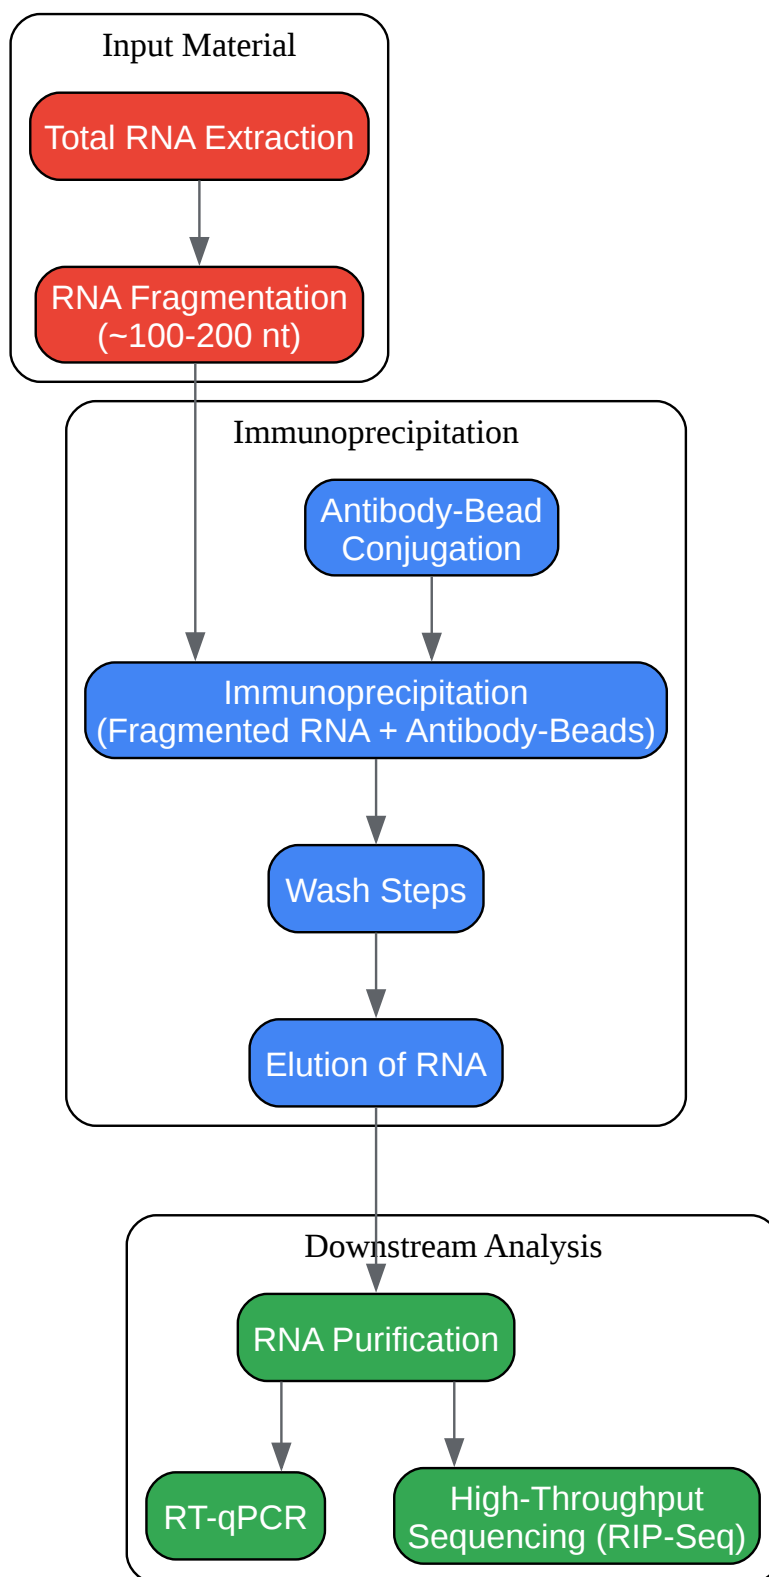 Input Material
Total RNA Extraction
RNA Fragmentation
(~100-200 nt)
Immunoprecipitation
Antibody-Bead
Conjugation
Immunoprecipitation
(Fragmented RNA + Antibody-Beads)
Wash Steps
Elution of RNA
Downstream Analysis
RNA Purification
RT-qPCR
High-Throughput
Sequencing (RIP-Seq)